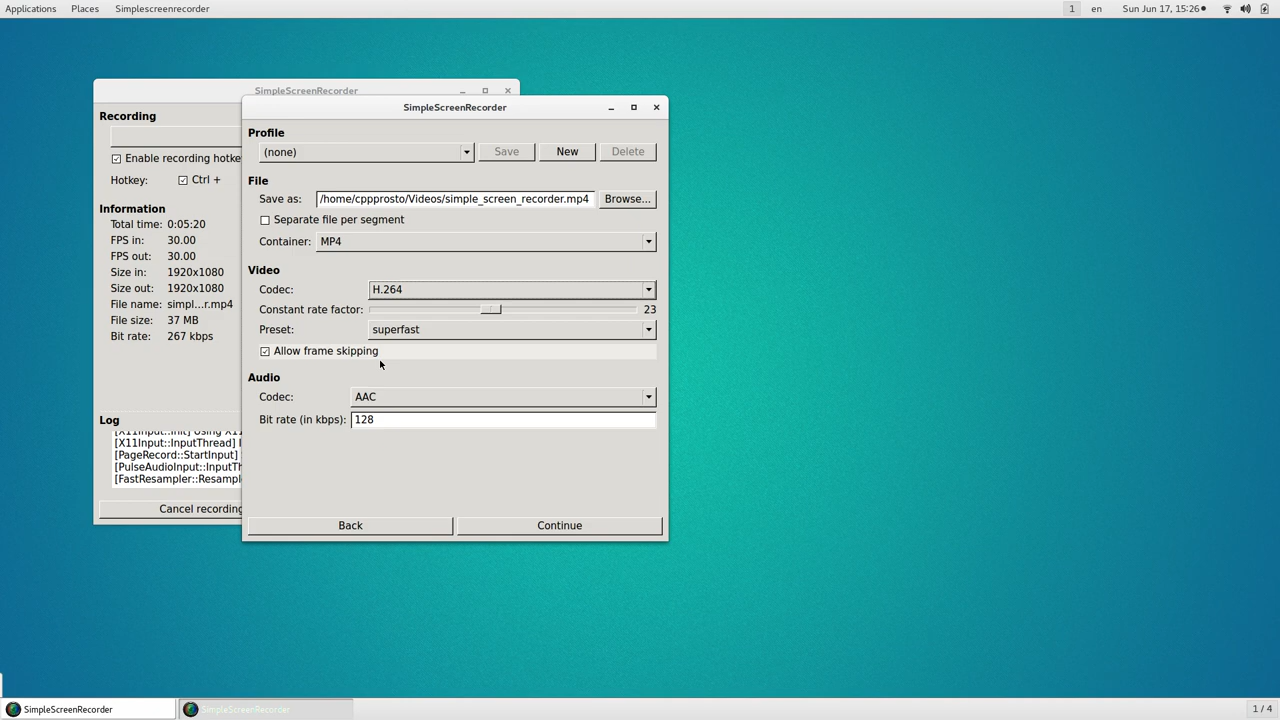 Applications Places Simplescreenrecorder 1 en Sun Jun 17, 15:26
SimpleScreenRecorder
Recording
Enable recording hotke
Hotkey: Ctrl +
Information
Total time: 0:05:20
FPS in: 30.00
FPS out: 30.00
Size in: 1920x1080
Size out: 1920x1080
File name: simpl...r.mp4
File size: 37 MB
Bit rate: 267 kbps
Log
[X11Input::Init] Using X1
[X11Input::InputThread] I
[PageRecord::StartInput]
[PulseAudioInput::InputTh
[FastResampler::Resampl
Cancel recording
SimpleScreenRecorder
Profile
(none) Save New Delete
File
Save as: /home/cppprosto/Videos/simple_screen_recorder.mp4 Browse...
Separate file per segment
Container: MP4
Video
Codec: H.264
Constant rate factor: 23
Preset: superfast
Allow frame skipping
Audio
Codec: AAC
Bit rate (in kbps): 128
Back Continue
SimpleScreenRecorder SimpleScreenRecorder 1 / 4